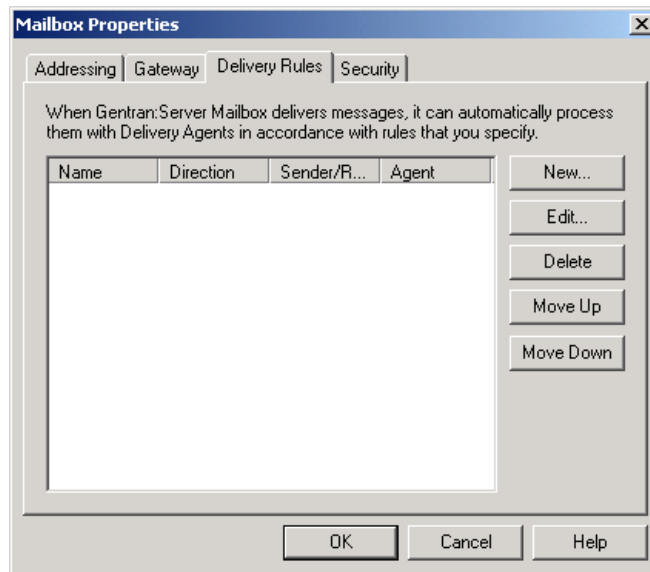 Mailbox Properties
Addressing Gateway Delivery Rules Security
When Gentran:Server Mailbox delivers messages, it can automatically process
them with Delivery Agents in accordance with rules that you specify.
Name Direction Sender/R... Agent
New...
Edit...
Delete
Move Up
Move Down
OK Cancel Help